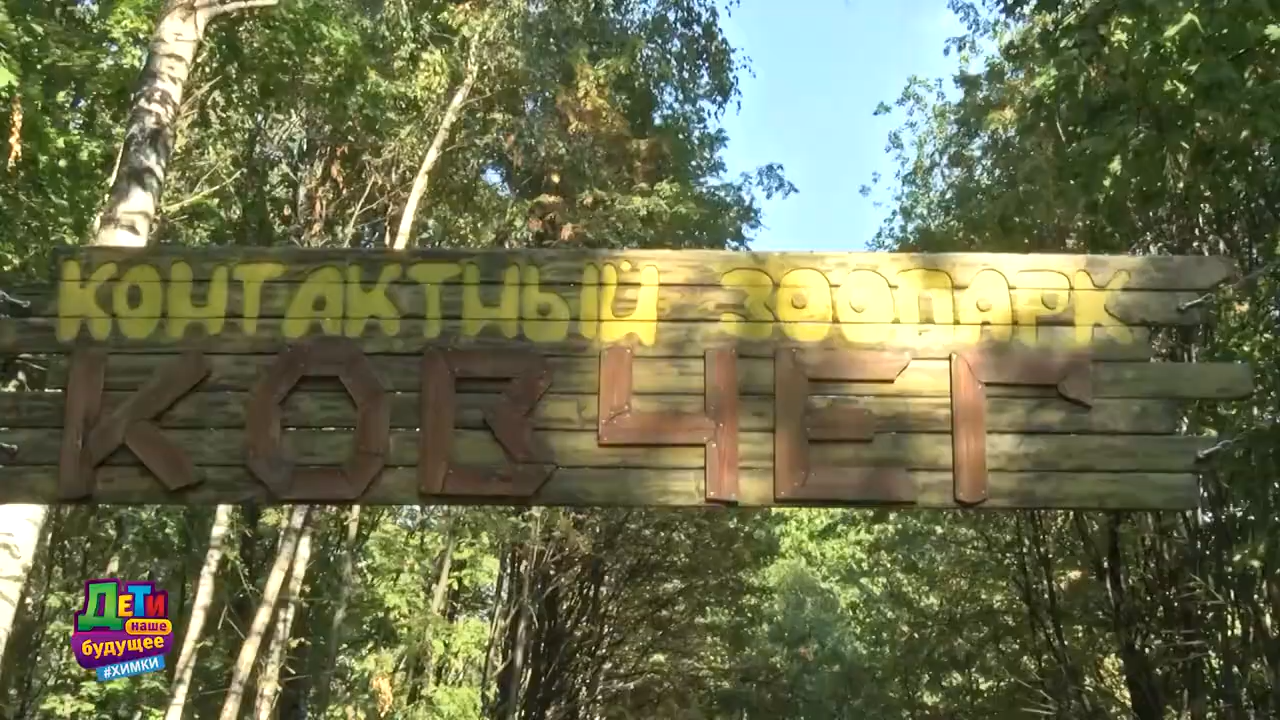 КОНТАКТНЫЙ ЗООПАРК
КОВЧЕГ
ДЕТИ
наше
будущее
#ХИМКИ